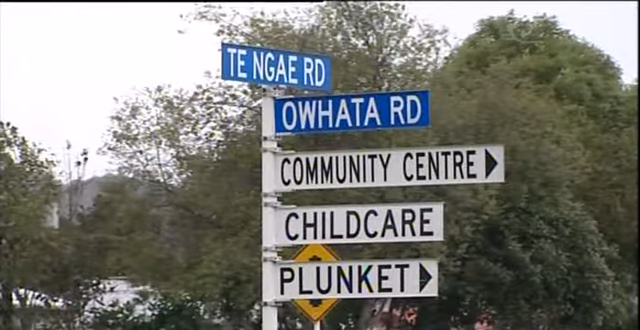 TE NGAE RD
OWHATA RD
COMMUNITY CENTRE
CHILDCARE
PLUNKET